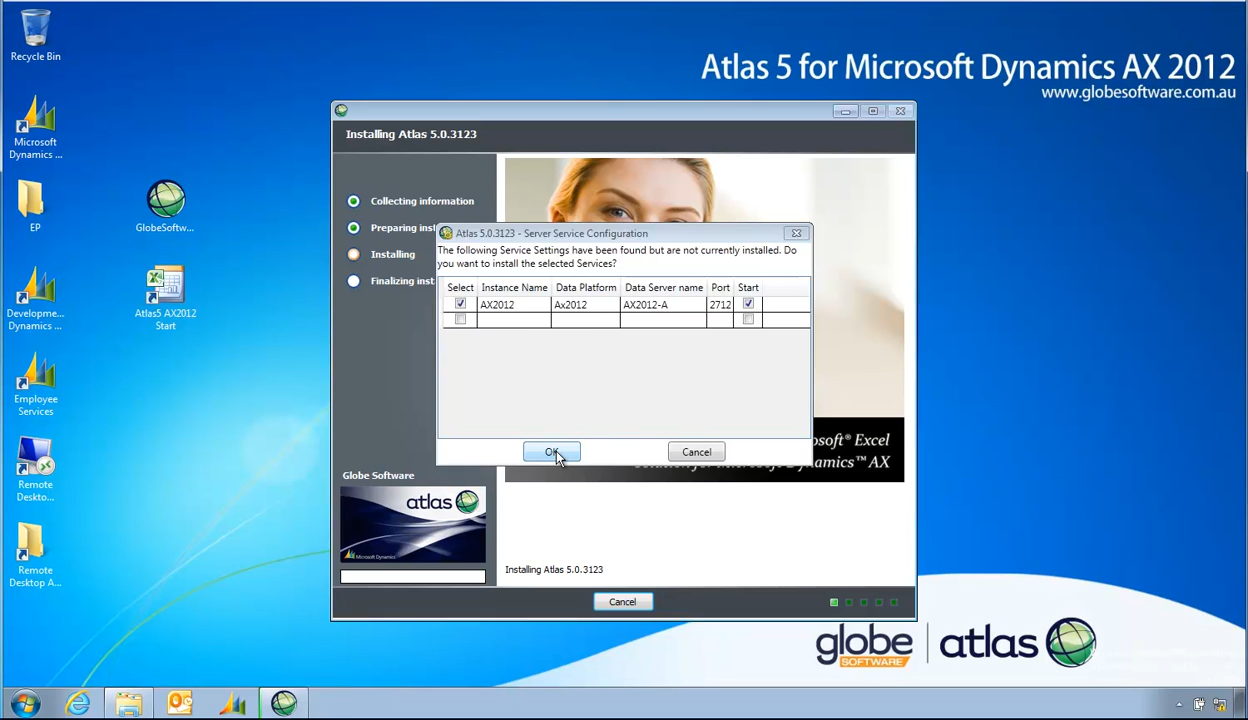 Atlas 5 for Microsoft Dynamics AX 2012
www.globesoftware.com.au
Recycle Bin
Microsoft
Dynamics ...
EP
GlobeSoftw...
Developme...
Dynamics ...
Atlas5 AX2012
Start
Employee
Services
Remote
Desktop...
Remote
Desktop A...
Installing Atlas 5.0.3123
Collecting information
Preparing inst
Installing
Finalizing inst
Atlas 5.0.3123 - Server Service Configuration
The following Service Settings have been found but are not currently installed. Do
you want to install the selected Services?
Select Instance Name Data Platform Data Server name Port Start
AX2012 Ax2012 AX2012-A 2712
OK Cancel
osoft® Excel
ynamics™ AX
Globe Software
atlas
Microsoft Dynamics
Installing Atlas 5.0.3123
Cancel
globe SOFTWARE | atlas